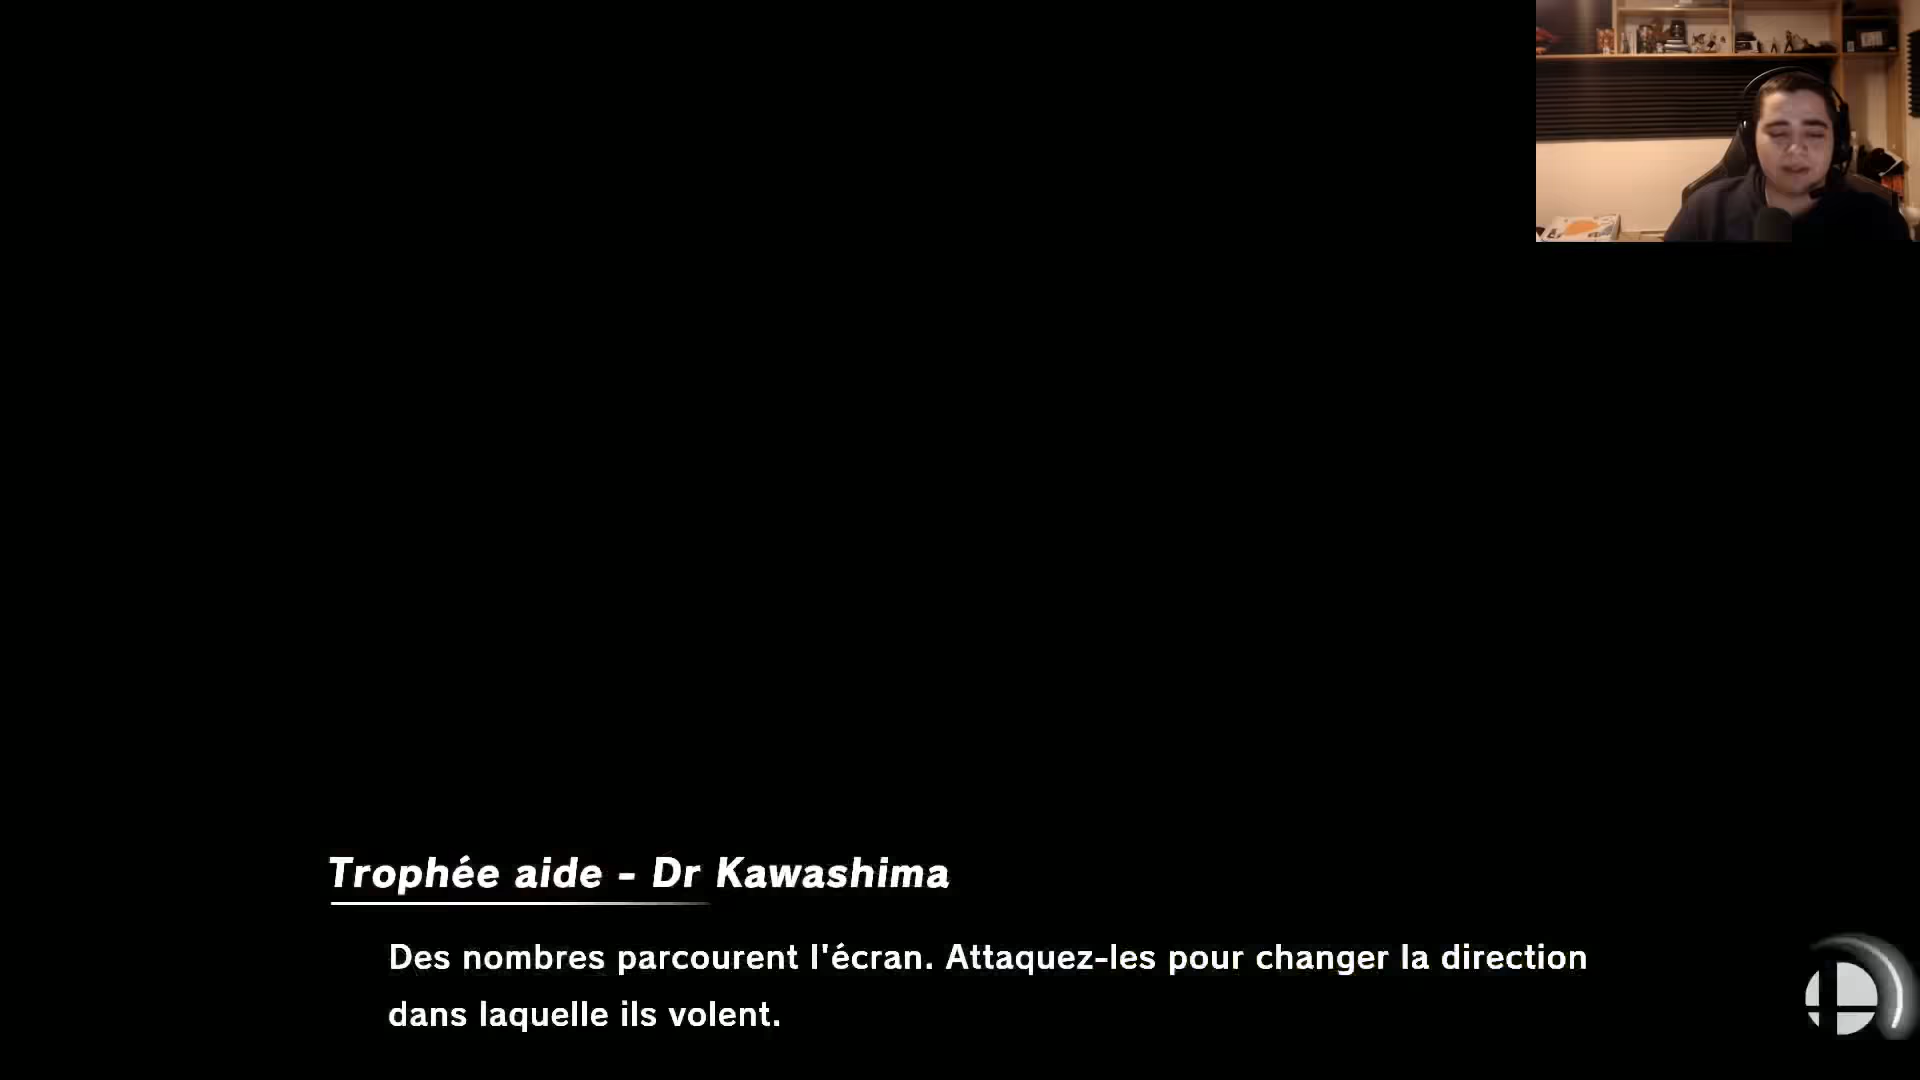 Trophée aide - Dr Kawashima
Des nombres parcourent l'écran. Attaquez-les pour changer la direction
dans laquelle ils volent.